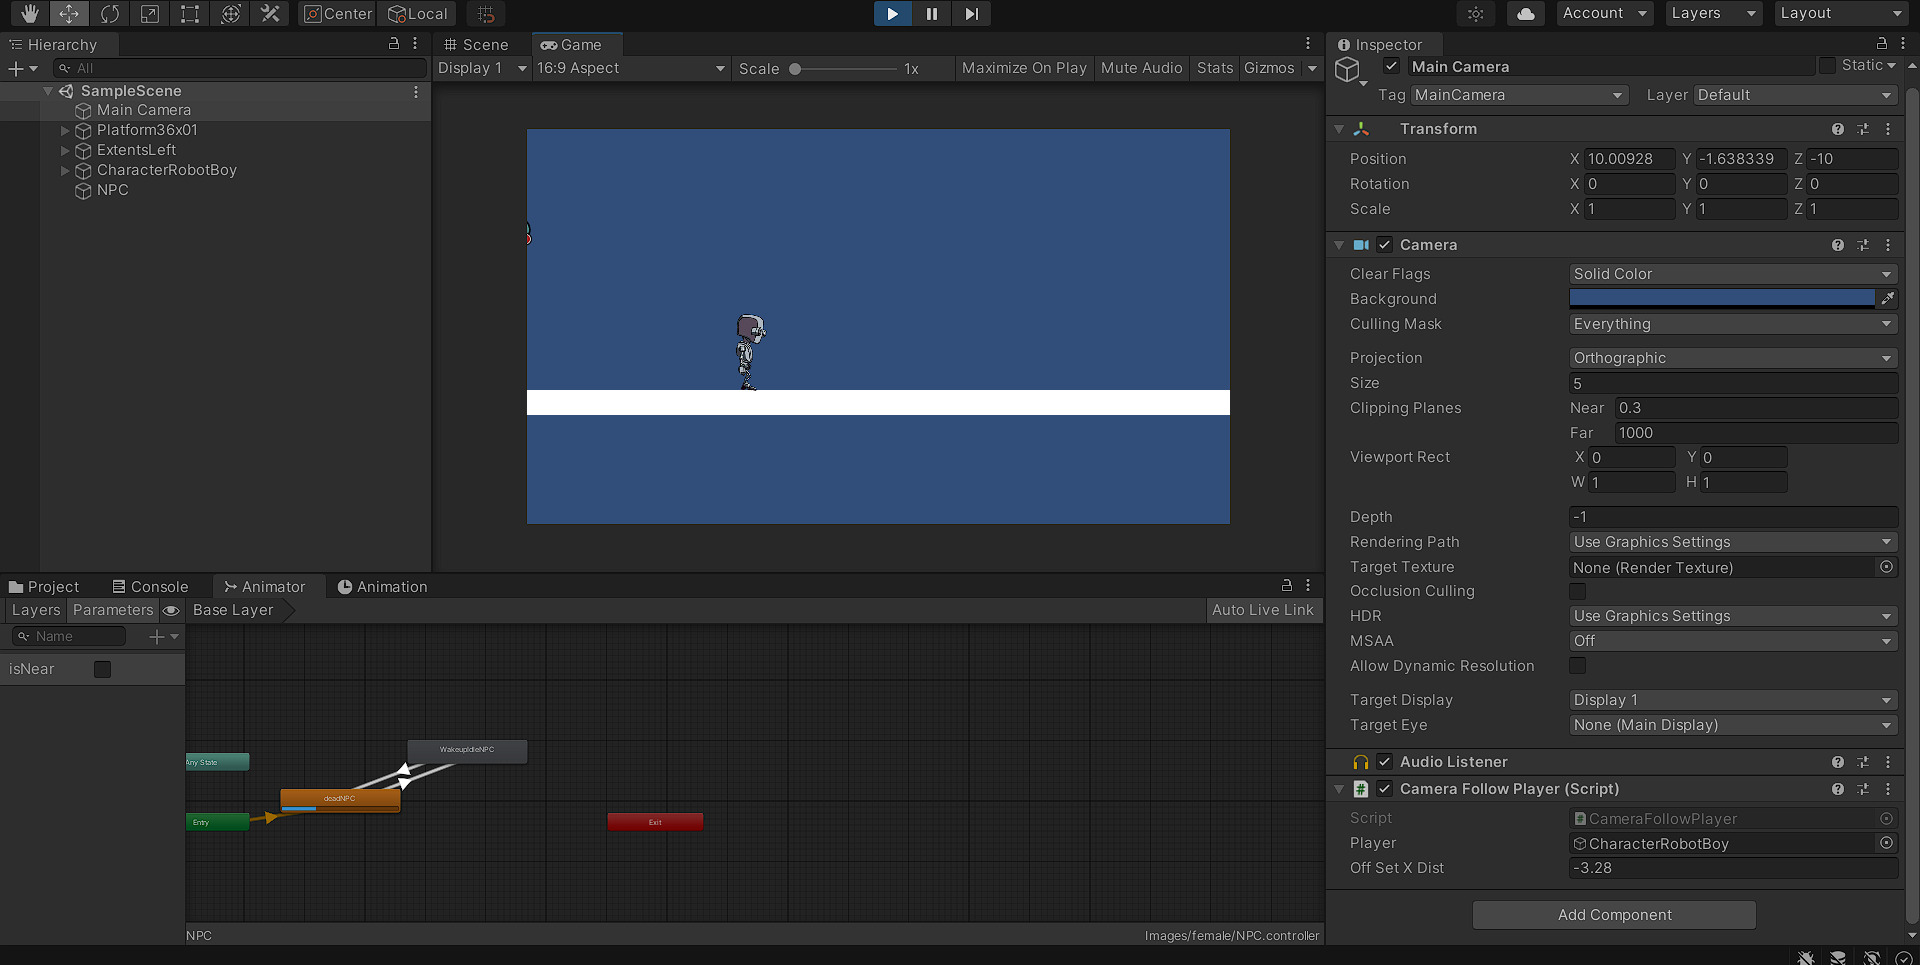 Center Local Account Layers Layout
Hierarchy
All
SampleScene
Main Camera
Platform36x01
ExtentsLeft
CharacterRobotBoy
NPC
Scene Game
Display 1 16:9 Aspect Scale 1x Maximize On Play Mute Audio Stats Gizmos
Inspector
Main Camera Static
Tag MainCamera Layer Default
Transform
Position X 10.00928 Y -1.638339 Z -10
Rotation X 0 Y 0 Z 0
Scale X 1 Y 1 Z 1
Camera
Clear Flags Solid Color
Background
Culling Mask Everything
Projection Orthographic
Size 5
Clipping Planes Near 0.3
Far 1000
Viewport Rect X 0 Y 0
W 1 H 1
Depth -1
Rendering Path Use Graphics Settings
Target Texture None (Render Texture)
Occlusion Culling
HDR Use Graphics Settings
MSAA Off
Allow Dynamic Resolution
Target Display Display 1
Target Eye None (Main Display)
Audio Listener
Camera Follow Player (Script)
Script CameraFollowPlayer
Player CharacterRobotBoy
Off Set X Dist -3.28
Add Component
Project Console Animator Animation
Layers Parameters Base Layer Auto Live Link
Name
isNear
WakeupIdleNPC
Any State
deadNPC
Entry
Exit
NPC Images/female/NPC.controller